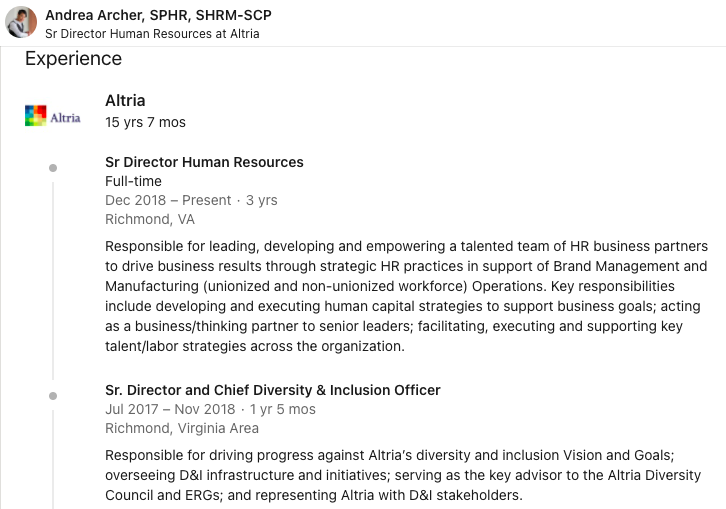 Andrea Archer, SPHR, SHRM-SCP
Sr Director Human Resources at Altria
Experience
Altria
Altria
15 yrs 7 mos
Sr Director Human Resources
Full-time
Dec 2018 – Present · 3 yrs
Richmond, VA
Responsible for leading, developing and empowering a talented team of HR business partners
to drive business results through strategic HR practices in support of Brand Management and
Manufacturing (unionized and non-unionized workforce) Operations. Key responsibilities
include developing and executing human capital strategies to support business goals; acting
as a business/thinking partner to senior leaders; facilitating, executing and supporting key
talent/labor strategies across the organization.
Sr. Director and Chief Diversity & Inclusion Officer
Jul 2017 – Nov 2018 · 1 yr 5 mos
Richmond, Virginia Area
Responsible for driving progress against Altria’s diversity and inclusion Vision and Goals;
overseeing D&I infrastructure and initiatives; serving as the key advisor to the Altria Diversity
Council and ERGs; and representing Altria with D&I stakeholders.